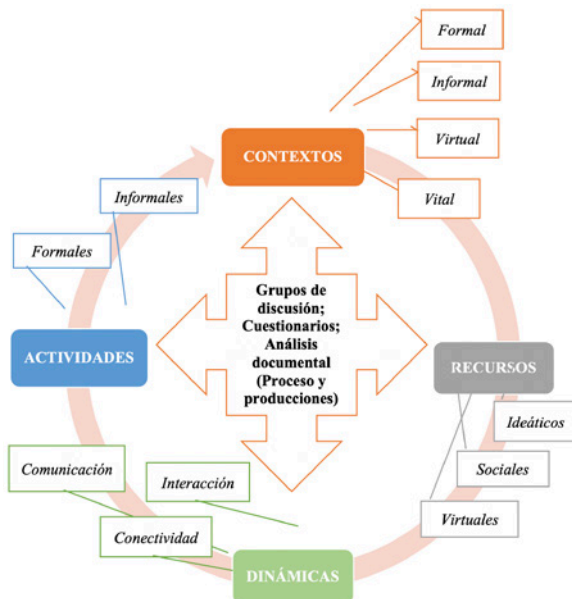 Formal
Informal
Virtual
CONTEXTOS
Vital
Informales
Formales
Grupos de
discusión;
Cuestionarios;
Análisis
documental
(Proceso y
producciones)
ACTIVIDADES
RECURSOS
Ideáticos
Sociales
Virtuales
Comunicación
Interacción
Conectividad
DINÁMICAS